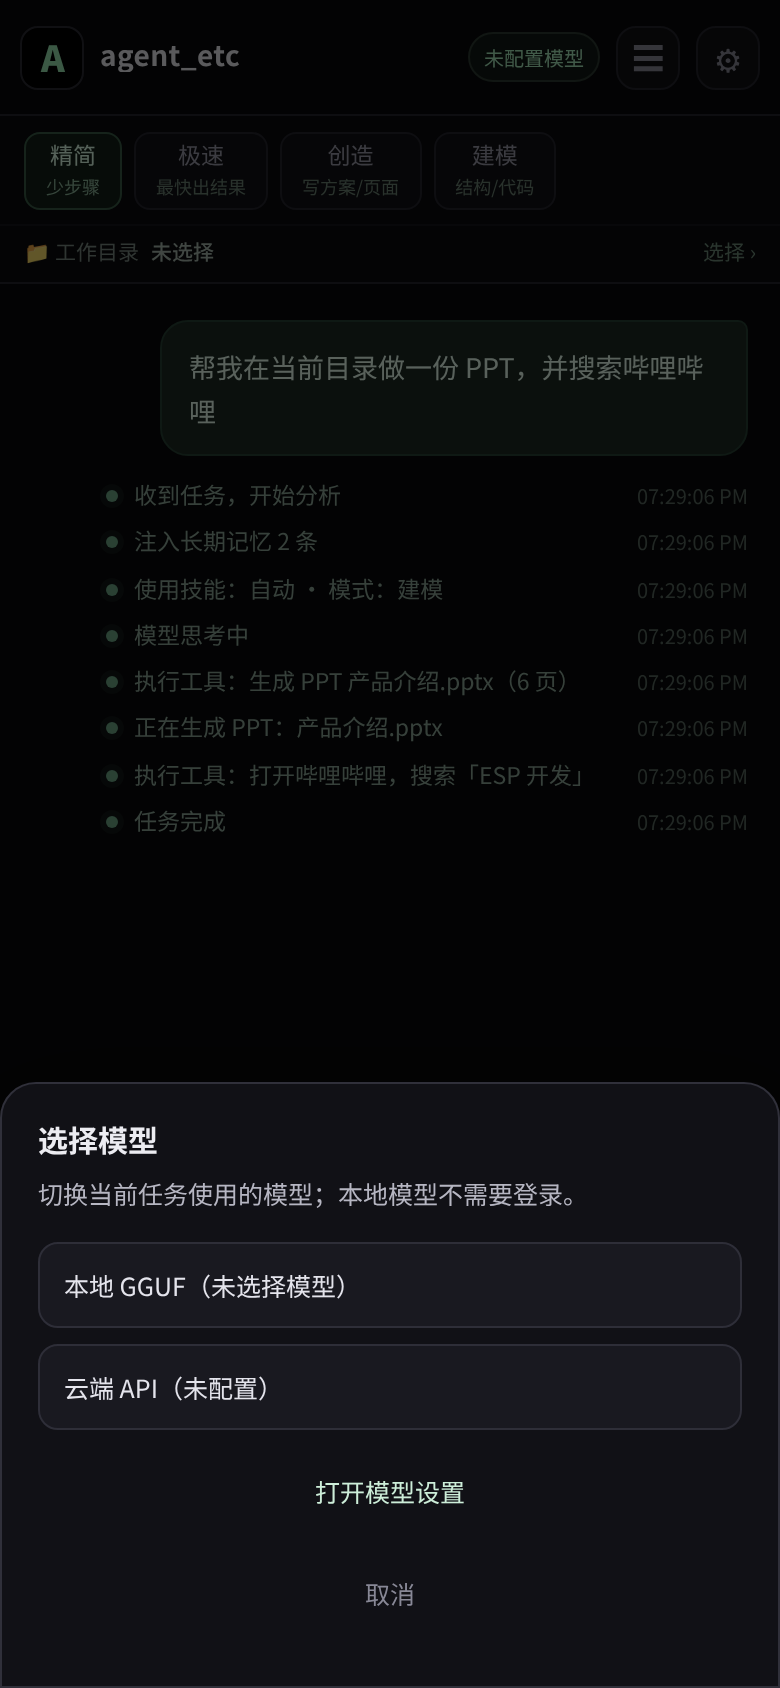 A agent_etc 未配置模型
精简 极速 创造 建模
少步骤 最快出结果 写方案/页面 结构/代码
工作目录 未选择 选择 ›
帮我在当前目录做一份 PPT，并搜索哔哩哔
哩
收到任务，开始分析 07:29:06 PM
注入长期记忆 2 条 07:29:06 PM
使用技能：自动 · 模式：建模 07:29:06 PM
模型思考中 07:29:06 PM
执行工具：生成 PPT 产品介绍.pptx（6 页） 07:29:06 PM
正在生成 PPT：产品介绍.pptx 07:29:06 PM
执行工具：打开哔哩哔哩，搜索「ESP 开发」 07:29:06 PM
任务完成 07:29:06 PM
选择模型
切换当前任务使用的模型；本地模型不需要登录。
本地 GGUF（未选择模型）
云端 API（未配置）
打开模型设置
取消